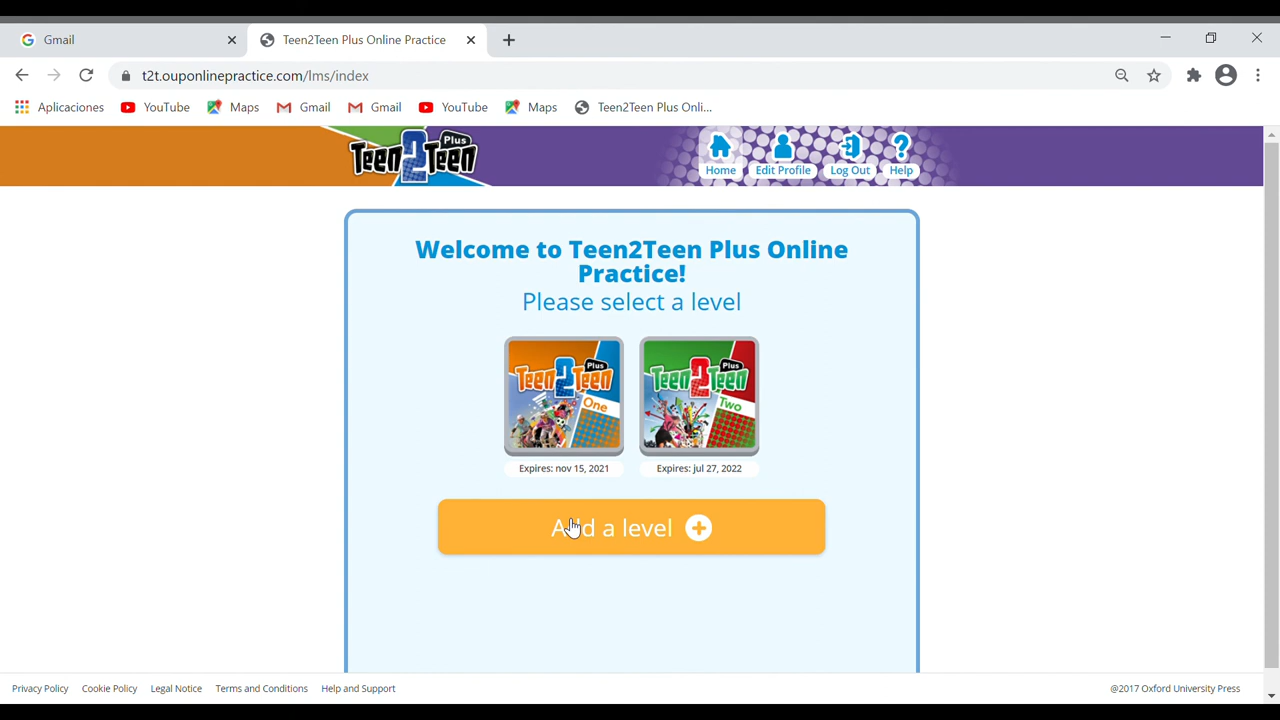 Gmail
Teen2Teen Plus Online Practice
t2t.ouponlinepractice.com/lms/index
Aplicaciones YouTube Maps Gmail Gmail YouTube Maps Teen2Teen Plus Onli...
Teen2Teen Plus
Home Edit Profile Log Out Help
Welcome to Teen2Teen Plus Online
Practice!
Please select a level
Teen2Teen Plus One
Teen2Teen Plus Two
Expires: nov 15, 2021
Expires: jul 27, 2022
Add a level
Privacy Policy Cookie Policy Legal Notice Terms and Conditions Help and Support
@2017 Oxford University Press